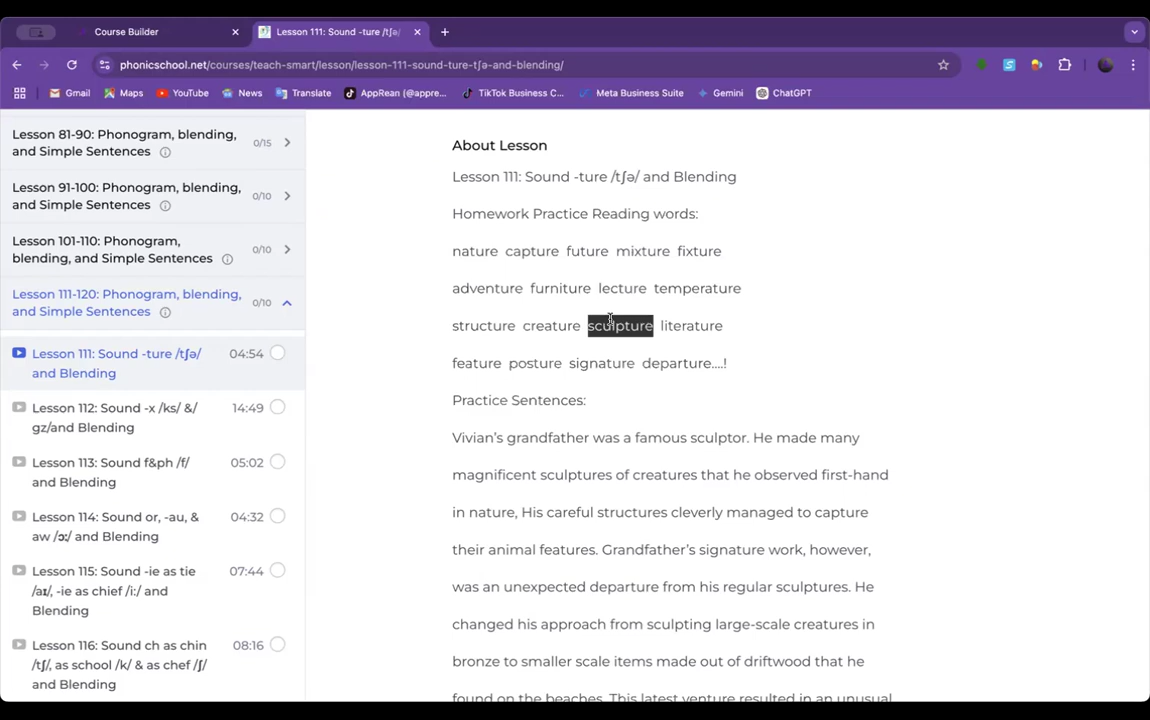 Course Builder
Lesson 111: Sound -ture /tʃə/
phonicschool.net/courses/teach-smart/lesson/lesson-111-sound-ture-tʃə-and-blending/
Gmail Maps YouTube News Translate AppRean (@appre... TikTok Business C... Meta Business Suite Gemini ChatGPT
Lesson 81-90: Phonogram, blending, and Simple Sentences 0/15
Lesson 91-100: Phonogram, blending, and Simple Sentences 0/10
Lesson 101-110: Phonogram, blending, and Simple Sentences 0/10
Lesson 111-120: Phonogram, blending, and Simple Sentences 0/10
Lesson 111: Sound -ture /tʃə/ 04:54
and Blending
Lesson 112: Sound -x /ks/ &/ 14:49
gz/and Blending
Lesson 113: Sound f&ph /f/ 05:02
and Blending
Lesson 114: Sound or, -au, & 04:32
aw /ɔ:/ and Blending
Lesson 115: Sound -ie as tie 07:44
/aɪ/, -ie as chief /i:/ and
Blending
Lesson 116: Sound ch as chin 08:16
/tʃ/, as school /k/ & as chef /ʃ/
and Blending
About Lesson
Lesson 111: Sound -ture /tʃə/ and Blending
Homework Practice Reading words:
nature capture future mixture fixture
adventure furniture lecture temperature
structure creature sculpture literature
feature posture signature departure....!
Practice Sentences:
Vivian's grandfather was a famous sculptor. He made many
magnificent sculptures of creatures that he observed first-hand
in nature, His careful structures cleverly managed to capture
their animal features. Grandfather's signature work, however,
was an unexpected departure from his regular sculptures. He
changed his approach from sculpting large-scale creatures in
bronze to smaller scale items made out of driftwood that he
found on the beaches. This latest venture resulted in an unusual